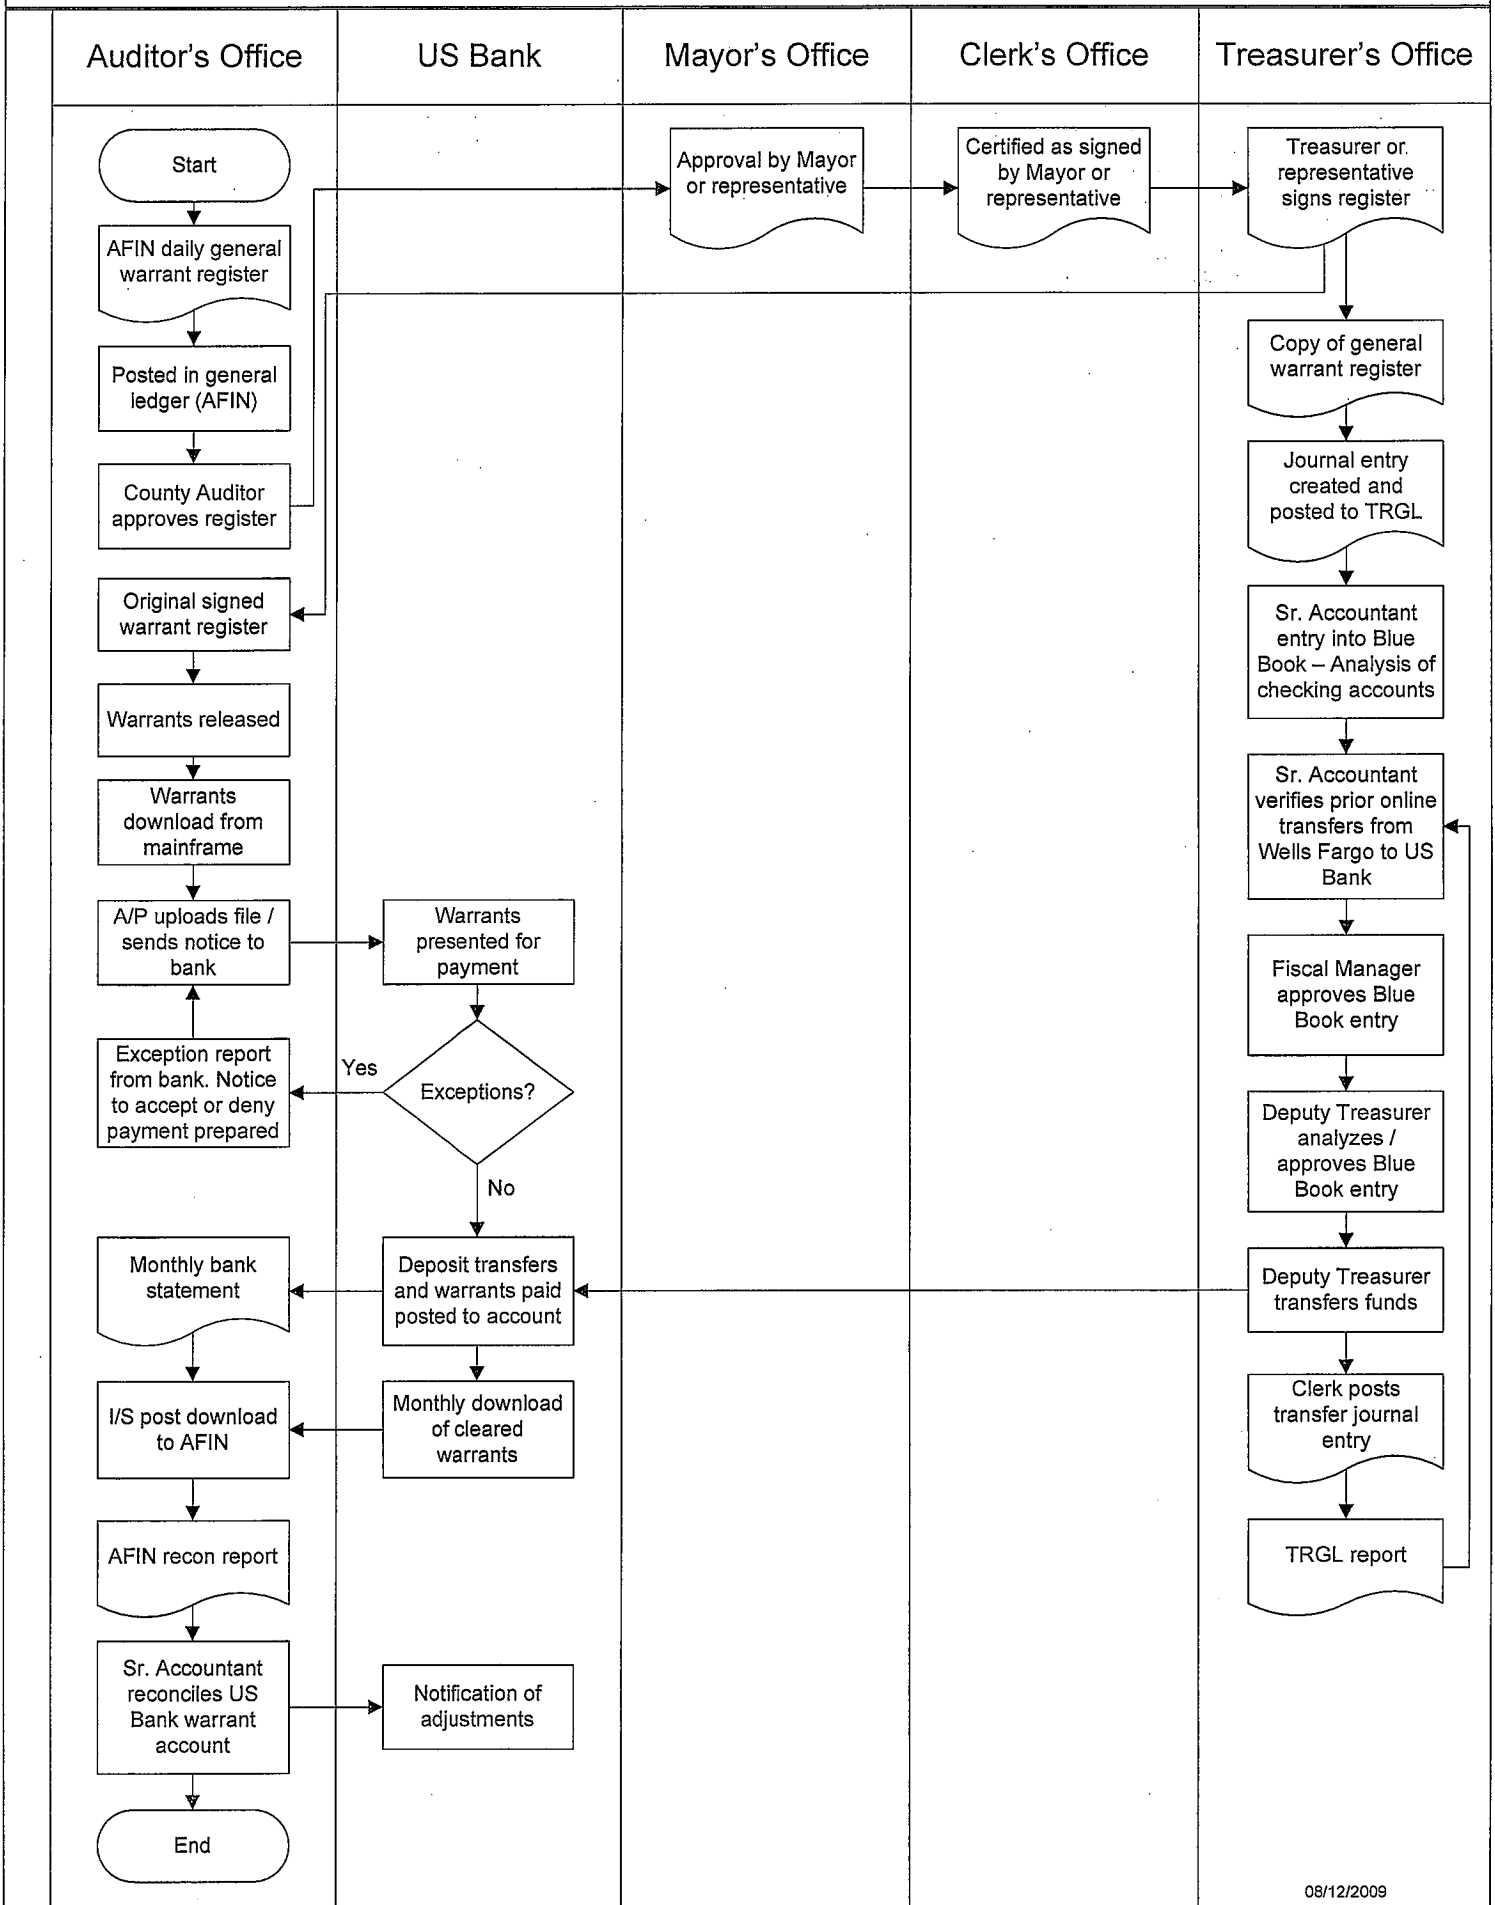 Auditor's Office
US Bank
Mayor's Office
Clerk's Office
Treasurer's Office
Start
AFIN daily general
warrant register
Posted in general
ledger (AFIN)
County Auditor
approves register
Original signed
warrant register
Warrants released
Warrants
download from
mainframe
A/P uploads file /
sends notice to
bank
Exception report
from bank. Notice
to accept or deny
payment prepared
Monthly bank
statement
I/S post download
to AFIN
AFIN recon report
Sr. Accountant
reconciles US
Bank warrant
account
End
Warrants
presented for
payment
Exceptions?
Yes
No
Deposit transfers
and warrants paid
posted to account
Monthly download
of cleared
warrants
Notification of
adjustments
Approval by Mayor
or representative
Certified as signed
by Mayor or
representative
Treasurer or
representative
signs register
Copy of general
warrant register
Journal entry
created and
posted to TRGL
Sr. Accountant
entry into Blue
Book – Analysis of
checking accounts
Sr. Accountant
verifies prior online
transfers from
Wells Fargo to US
Bank
Fiscal Manager
approves Blue
Book entry
Deputy Treasurer
analyzes /
approves Blue
Book entry
Deputy Treasurer
transfers funds
Clerk posts
transfer journal
entry
TRGL report
08/12/2009